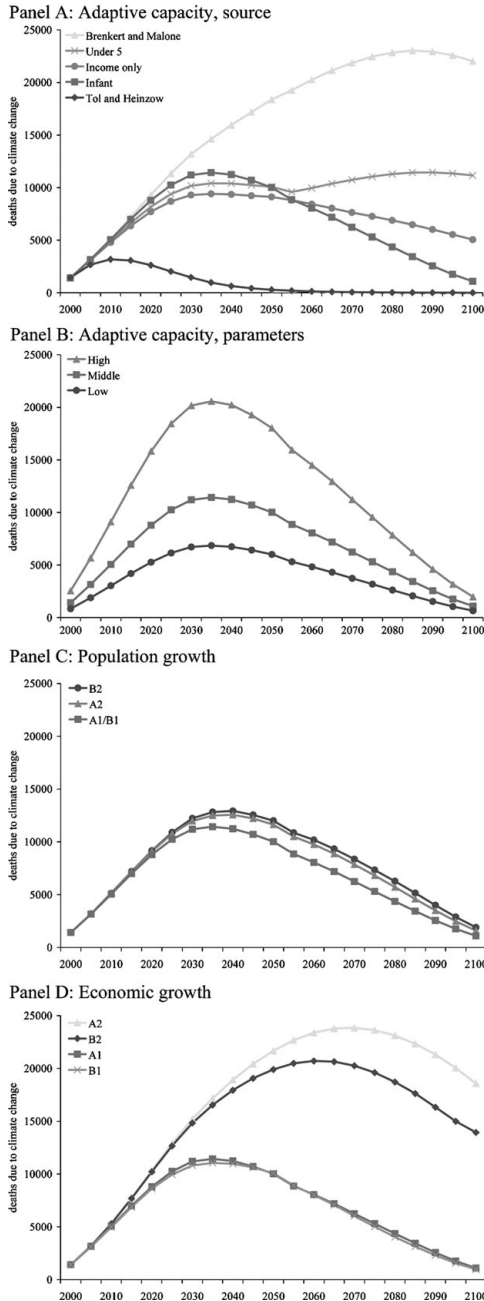 Panel A: Adaptive capacity, source
deaths due to climate change
25000
20000
15000
10000
5000
0
Brenkert and Malone
Under 5
Income only
Infant
Tol and Heinzow
2000 2010 2020 2030 2040 2050 2060 2070 2080 2090 2100
Panel B: Adaptive capacity, parameters
deaths due to climate change
25000
20000
15000
10000
5000
0
High
Middle
Low
2000 2010 2020 2030 2040 2050 2060 2070 2080 2090 2100
Panel C: Population growth
deaths due to climate change
25000
20000
15000
10000
5000
0
B2
A2
A1/B1
2000 2010 2020 2030 2040 2050 2060 2070 2080 2090 2100
Panel D: Economic growth
deaths due to climate change
25000
20000
15000
10000
5000
0
A2
B2
A1
B1
2000 2010 2020 2030 2040 2050 2060 2070 2080 2090 2100